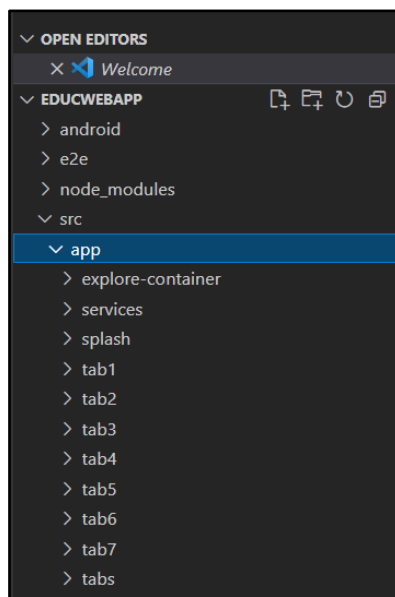 OPEN EDITORS
Welcome
EDUCWEBAPP
android
e2e
node_modules
src
app
explore-container
services
splash
tab1
tab2
tab3
tab4
tab5
tab6
tab7
tabs